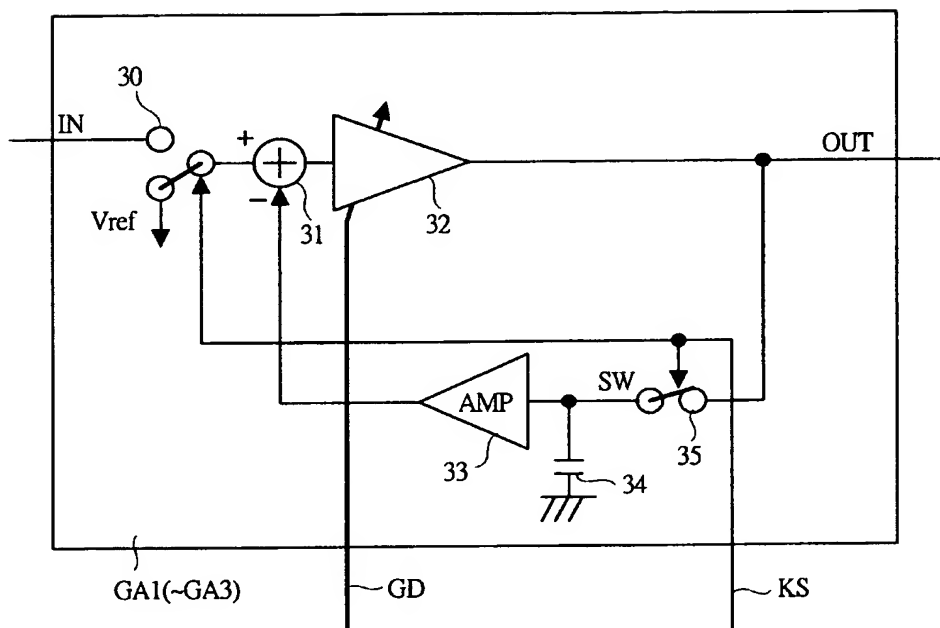 30
IN
+
OUT
−
31
32
Vref
SW
AMP
33
34
35
GA1(~GA3)
GD
KS